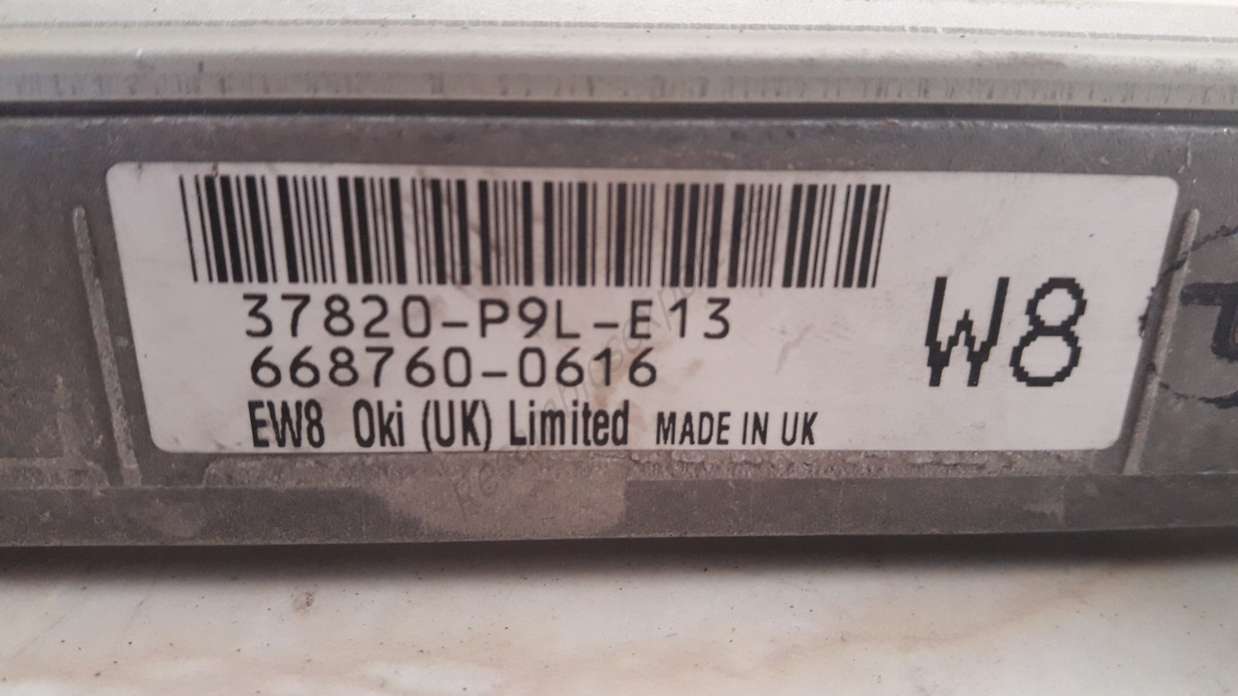 37820-P9L-E13
668760-0616
EW8 Oki (UK) Limited MADE IN UK
W8